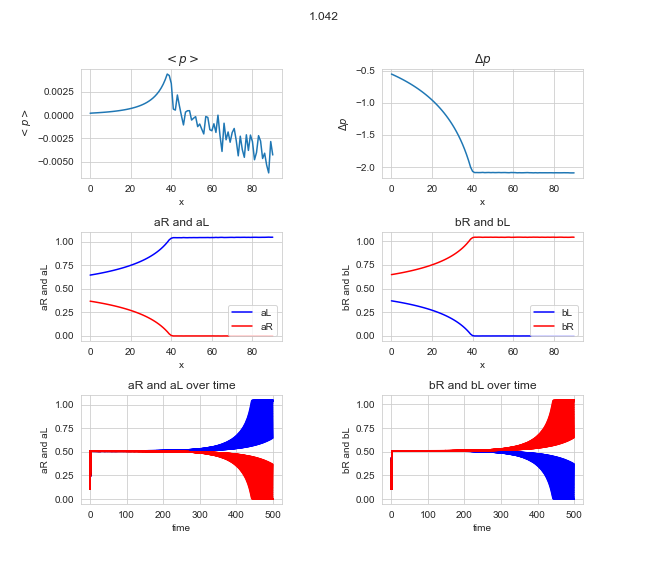 1.042
< p >
Δp
< p >
0.0025
0.0000
−0.0025
−0.0050
0 20 40 60 80
x
Δp
−0.5
−1.0
−1.5
−2.0
0 20 40 60 80
x
aR and aL
bR and bL
aR and aL
1.00
0.75
0.50
0.25
0.00
aL
aR
0 20 40 60 80
x
bR and bL
1.00
0.75
0.50
0.25
0.00
bL
bR
0 20 40 60 80
x
aR and aL over time
bR and bL over time
aR and aL
1.00
0.75
0.50
0.25
0.00
0 100 200 300 400 500
time
bR and bL
1.00
0.75
0.50
0.25
0.00
0 100 200 300 400 500
time